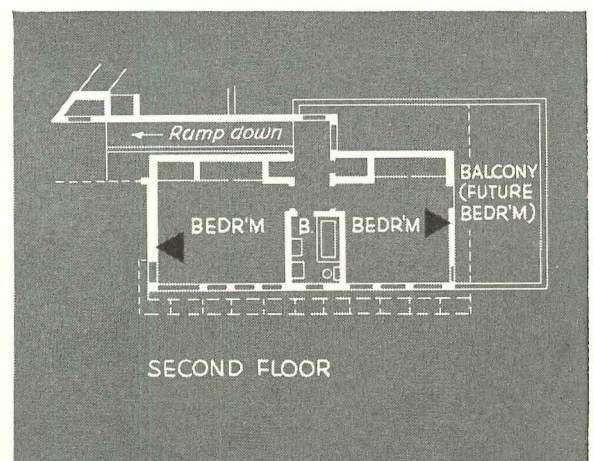 ← Ramp down
BEDR'M
B.
BEDR'M
BALCONY
(FUTURE
BEDR'M)
SECOND FLOOR